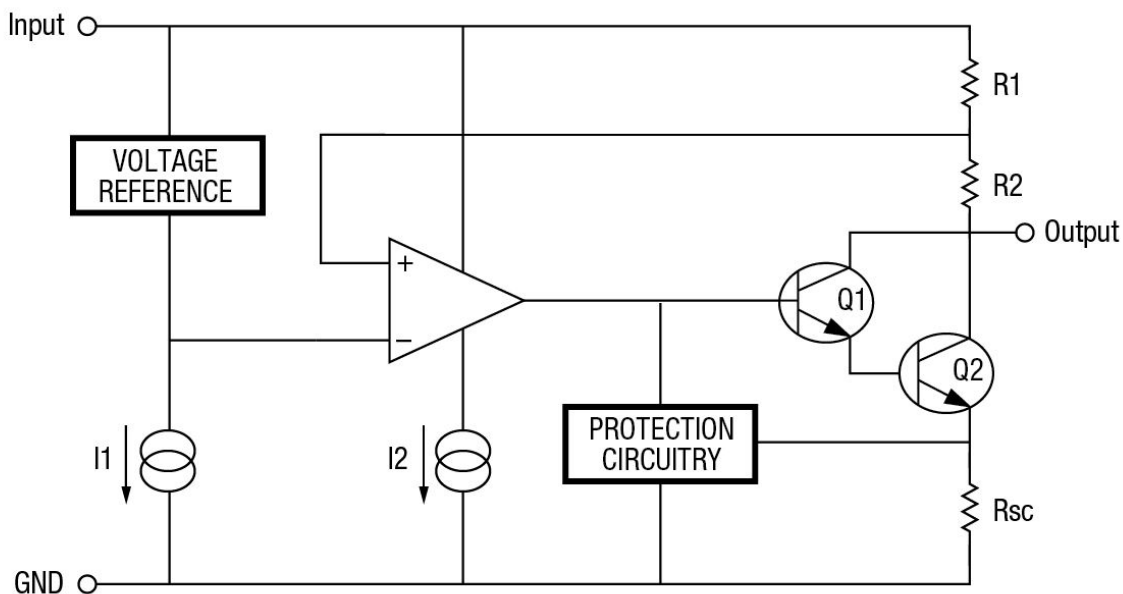 Input
R1
VOLTAGE
REFERENCE
R2
Output
+
Q1
−
Q2
PROTECTION
CIRCUITRY
I1
I2
Rsc
GND